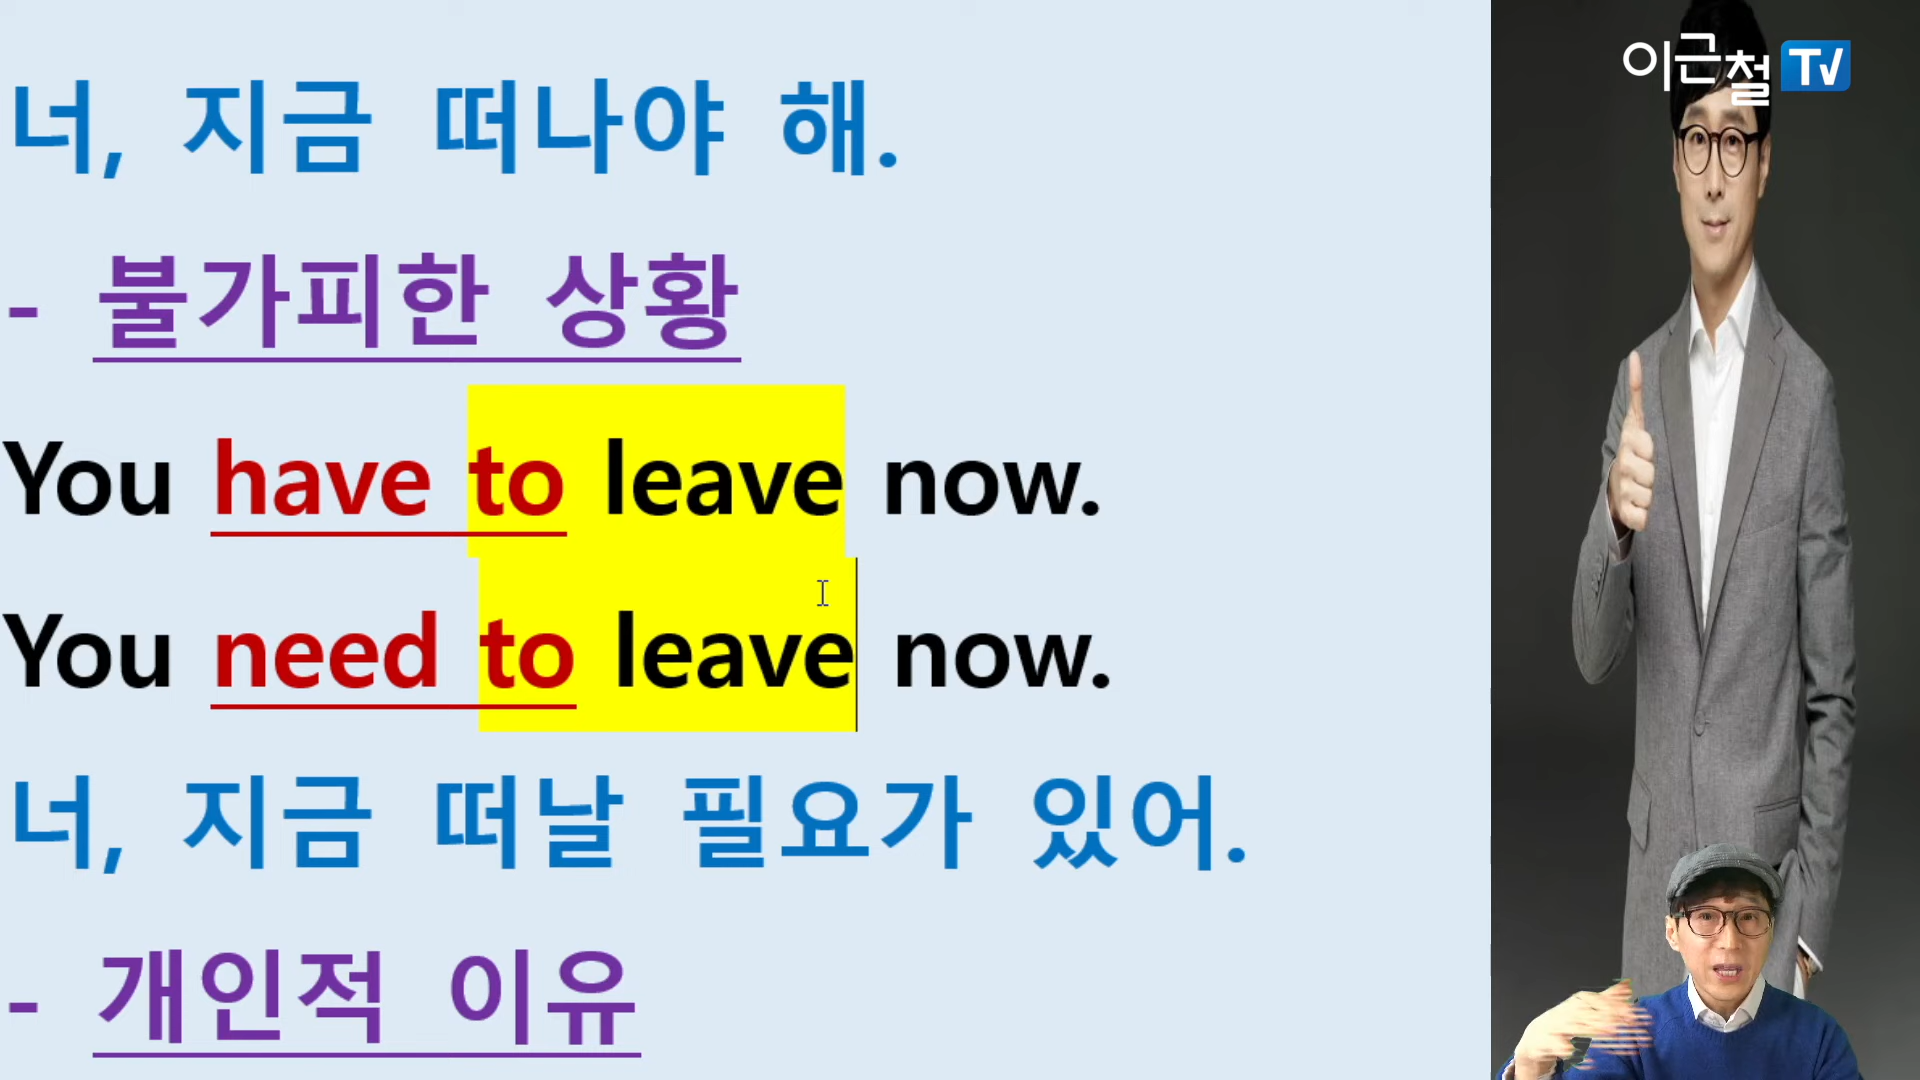 너, 지금 떠나야 해.
- 불가피한 상황
You have to leave now.
You need to leave now.
너, 지금 떠날 필요가 있어.
- 개인적 이유
이근철 TV